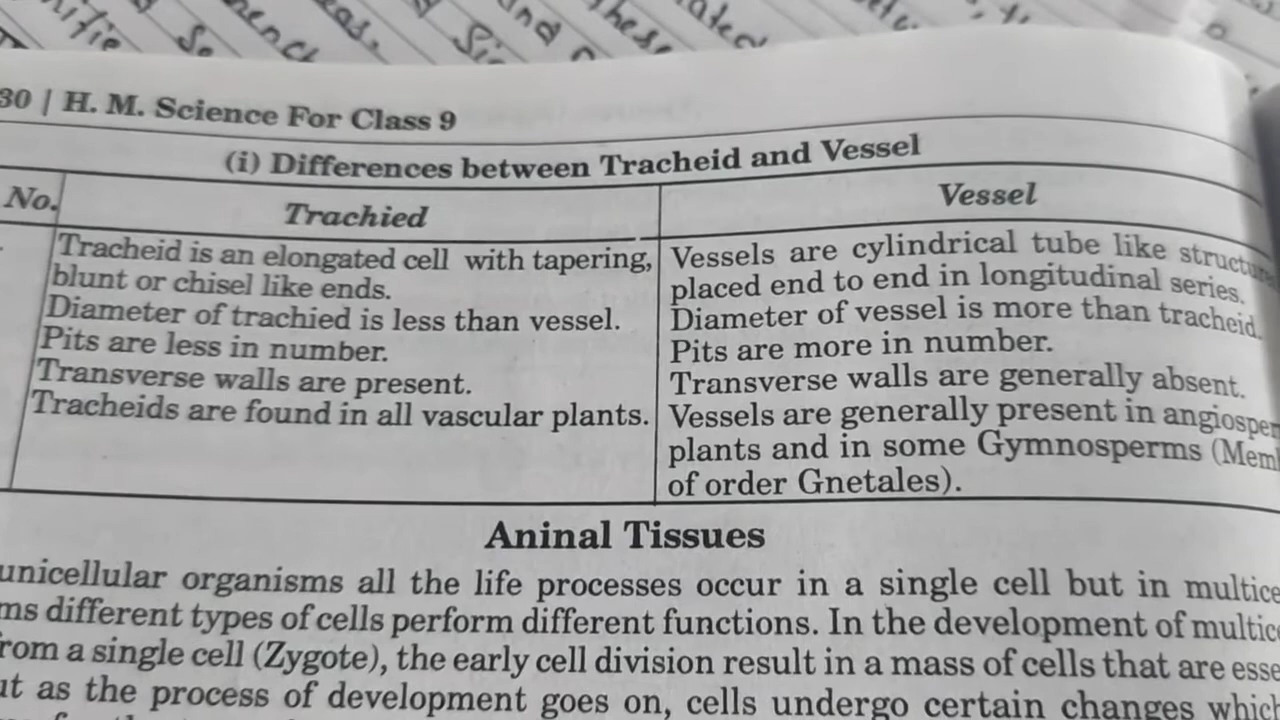 So
and
30 | H. M. Science For Class 9
(i) Differences between Tracheid and Vessel
No.
Trachied
Vessel
Tracheid is an elongated cell with tapering,
blunt or chisel like ends.
Diameter of trachied is less than vessel.
Pits are less in number.
Transverse walls are present.
Tracheids are found in all vascular plants.
Vessels are cylindrical tube like
placed end to end in longitudinal series.
Diameter of vessel is more than tracheid.
Pits are more in number.
Transverse walls are generally absent.
Vessels are generally present in
plants and in some Gymnosperms
of order Gnetales).
Aninal Tissues
unicellular organisms all the life processes occur in a single cell but in
different types of cells perform different functions. In the development of
a single cell (Zygote), the early cell division result in a mass of cells that are
as the process of development goes on, cells undergo certain changes which